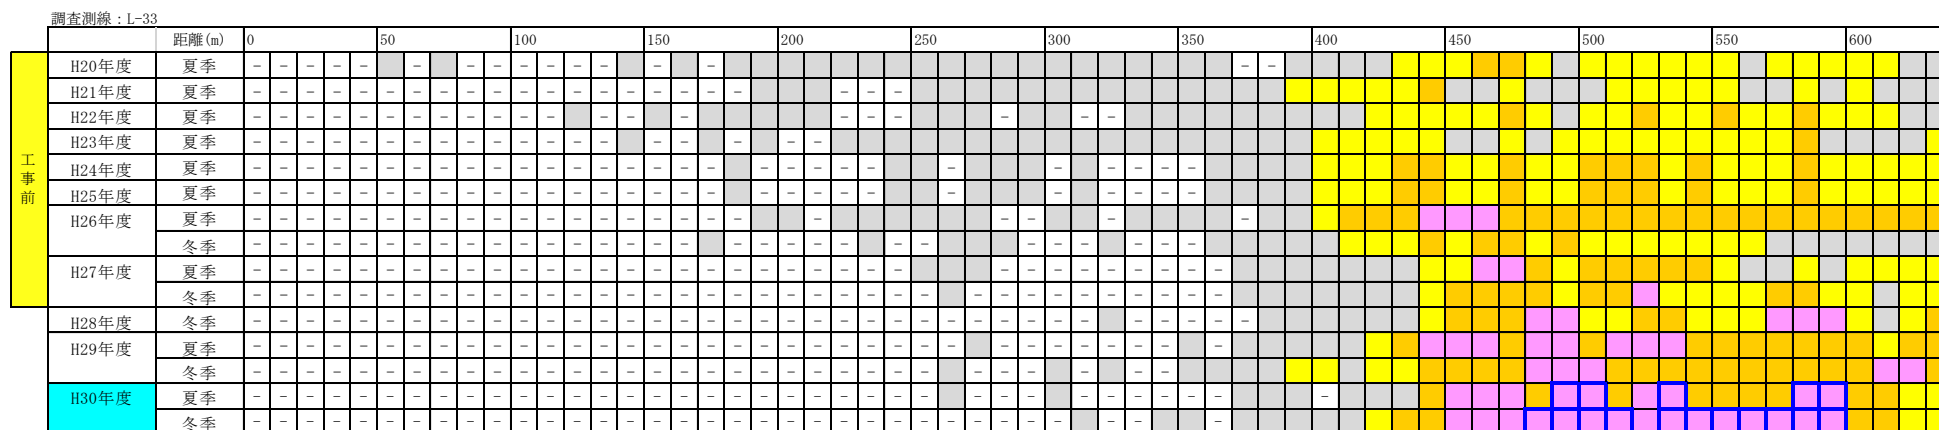 調査測線：L-33
距離(m) 0 50 100 150 200 250 300 350 400 450 500 550 600
工事前
H20年度 夏季 - - - - - - - - - - - - - - - -
H21年度 夏季 - - - - - - - - - - - - - - - - - - - - - -
H22年度 夏季 - - - - - - - - - - - - - - - - - - - - -
H23年度 夏季 - - - - - - - - - - - - - - - - - - -
H24年度 夏季 - - - - - - - - - - - - - - - - - - - - - - - - - - - - -
H25年度 夏季 - - - - - - - - - - - - - - - - - - - - - - - - - - - - -
H26年度 夏季 - - - - - - - - - - - - - - - - - - - - - - - -
冬季 - - - - - - - - - - - - - - - - - - - - - - - - - - - - - -
H27年度 夏季 - - - - - - - - - - - - - - - - - - - - - - - - - - - - - - - - - -
冬季 - - - - - - - - - - - - - - - - - - - - - - - - - - - - - - - - - - - -
H28年度 冬季 - - - - - - - - - - - - - - - - - - - - - - - - - - - - - - - - - - - - -
H29年度 夏季 - - - - - - - - - - - - - - - - - - - - - - - - - - - - - - - - - - -
冬季 - - - - - - - - - - - - - - - - - - - - - - - - - - - - - - - -
H30年度 夏季 - - - - - - - - - - - - - - - - - - - - - - - - - - - - - - - - - - -
冬季 - - - - - - - - - - - - - - - - - - - - - - - - - - - - - - - - - -